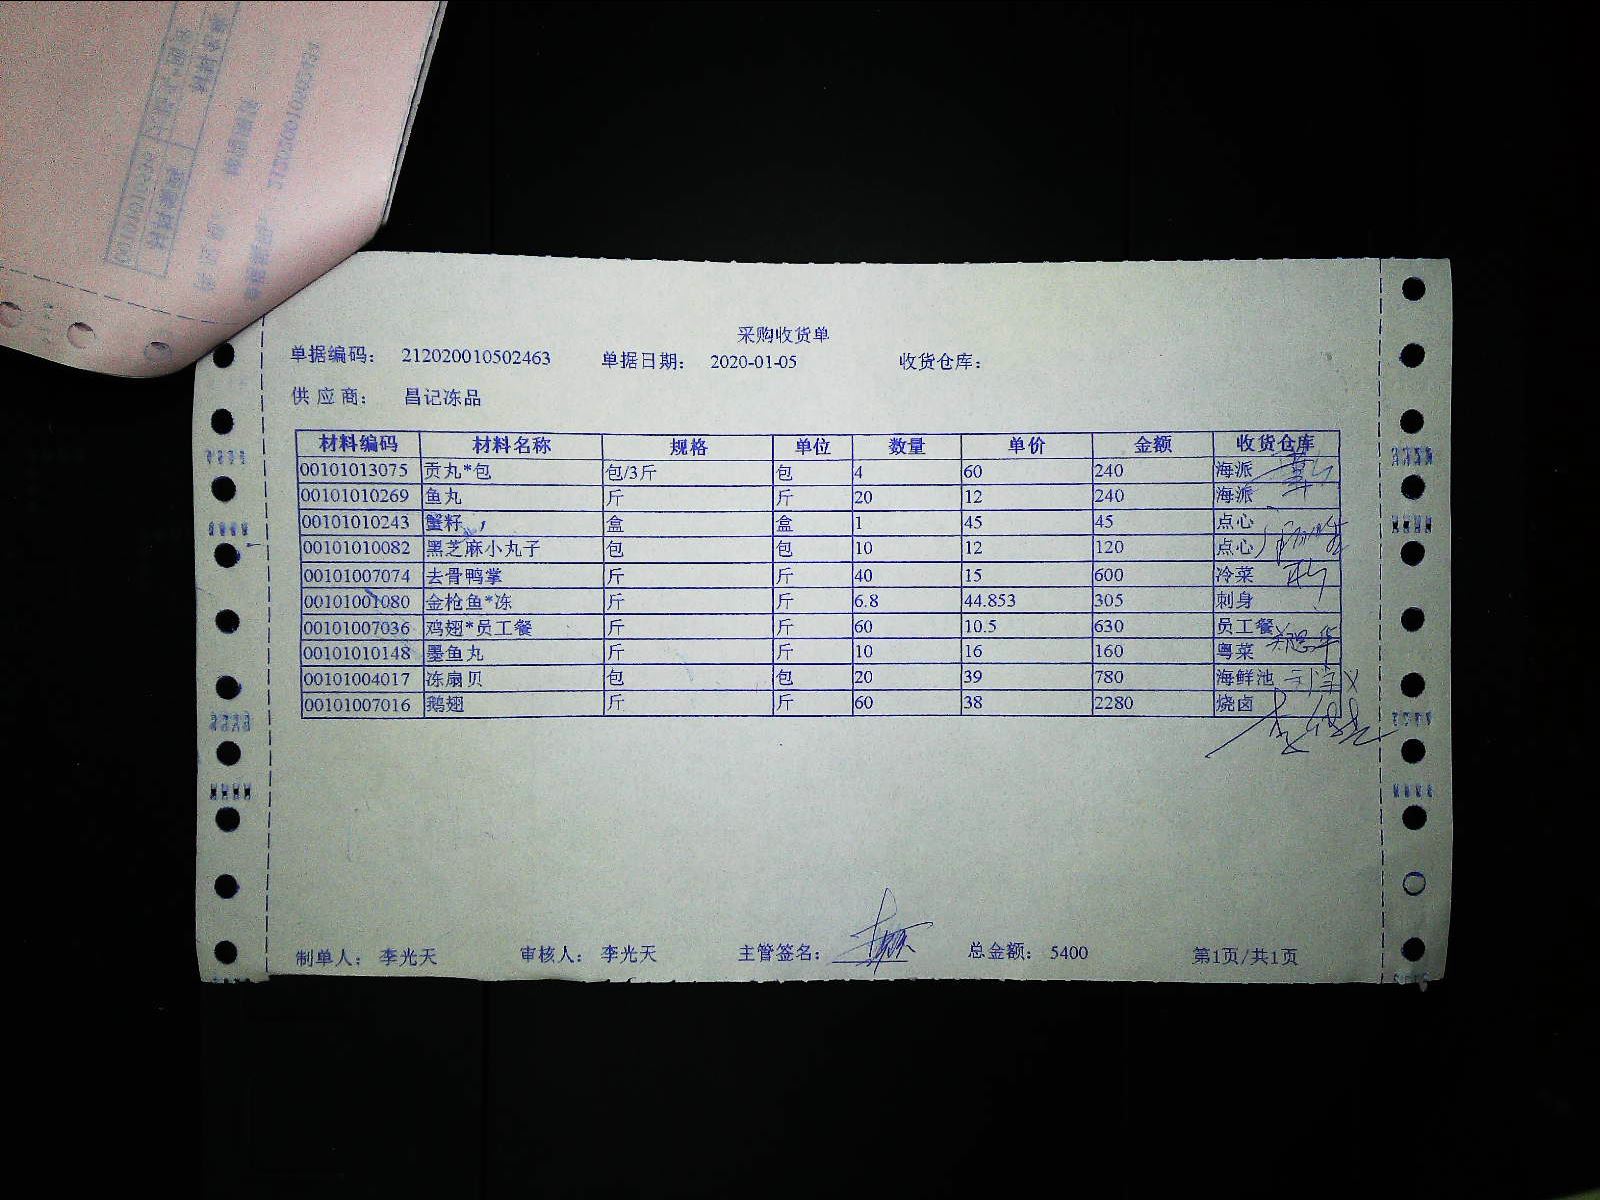 采购收货单
单据编码： 212020010502463 单据日期： 2020-01-05 收货仓库：
供应商： 昌记冻品
材料编码 材料名称 规格 单位 数量 单价 金额 收货仓库
00101013075 贡丸*包 包/3斤 包 4 60 240 海派
00101010269 鱼丸 斤 斤 20 12 240 海派
00101010243 蟹籽 盒 盒 1 45 45 点心
00101010082 黑芝麻小丸子 包 包 10 12 120 点心
00101007074 去骨鸭掌 斤 斤 40 15 600 冷菜
00101001080 金枪鱼*冻 斤 斤 6.8 44.853 305 刺身
00101007036 鸡翅*员工餐 斤 斤 60 10.5 630 员工餐
00101010148 墨鱼丸 斤 斤 10 16 160 粤菜
00101004017 冻扇贝 包 包 20 39 780 海鲜池
00101007016 鹅翅 斤 斤 60 38 2280 烧卤
制单人： 李光天 审核人： 李光天 主管签名： 总金额： 5400 第1页/共1页